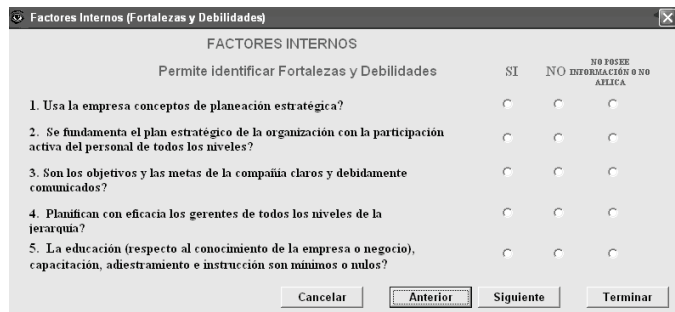 Factores Internos (Fortalezas y Debilidades)
FACTORES INTERNOS
Permite identificar Fortalezas y Debilidades
SI
NO
NO POSEE
INFORMACIÓN O NO
APLICA
1. Usa la empresa conceptos de planeación estratégica?
2. Se fundamenta el plan estratégico de la organización con la participación
activa del personal de todos los niveles?
3. Son los objetivos y las metas de la compañía claros y debidamente
comunicados?
4. Planifican con eficacia los gerentes de todos los niveles de la
jerarquía?
5. La educación (respecto al conocimiento de la empresa o negocio),
capacitación, adiestramiento e instrucción son mínimos o nulos?
Cancelar
Anterior
Siguiente
Terminar